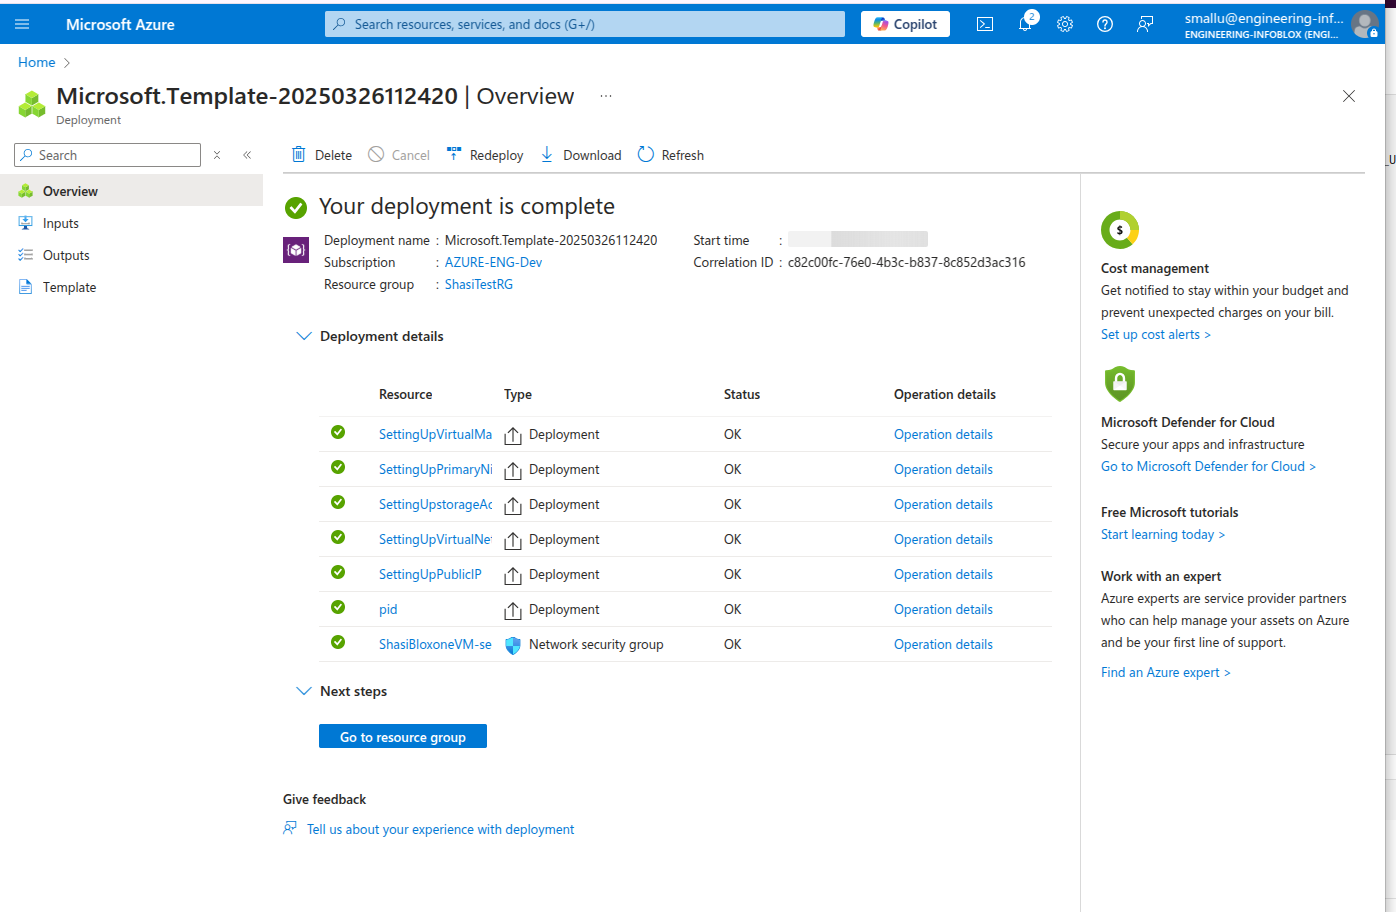 Microsoft Azure
Search resources, services, and docs (G+/)
Copilot
2
smallu@engineering-inf...
ENGINEERING-INFOBLOX (ENGI...
Home
Microsoft.Template-20250326112420 | Overview ...
Deployment
Search
Delete Cancel Redeploy Download Refresh
Overview
Inputs
Outputs
Template
Your deployment is complete
Deployment name : Microsoft.Template-20250326112420
Subscription : AZURE-ENG-Dev
Resource group : ShasiTestRG
Start time :
Correlation ID : c82c00fc-76e0-4b3c-b837-8c852d3ac316
Deployment details
Resource Type Status Operation details
SettingUpVirtualMa Deployment OK Operation details
SettingUpPrimaryNi Deployment OK Operation details
SettingUpstorageAc Deployment OK Operation details
SettingUpVirtualNet Deployment OK Operation details
SettingUpPublicIP Deployment OK Operation details
pid Deployment OK Operation details
ShasiBloxoneVM-se Network security group OK Operation details
Next steps
Go to resource group
Give feedback
Tell us about your experience with deployment
$
Cost management
Get notified to stay within your budget and
prevent unexpected charges on your bill.
Set up cost alerts >
Microsoft Defender for Cloud
Secure your apps and infrastructure
Go to Microsoft Defender for Cloud >
Free Microsoft tutorials
Start learning today >
Work with an expert
Azure experts are service provider partners
who can help manage your assets on Azure
and be your first line of support.
Find an Azure expert >
_U